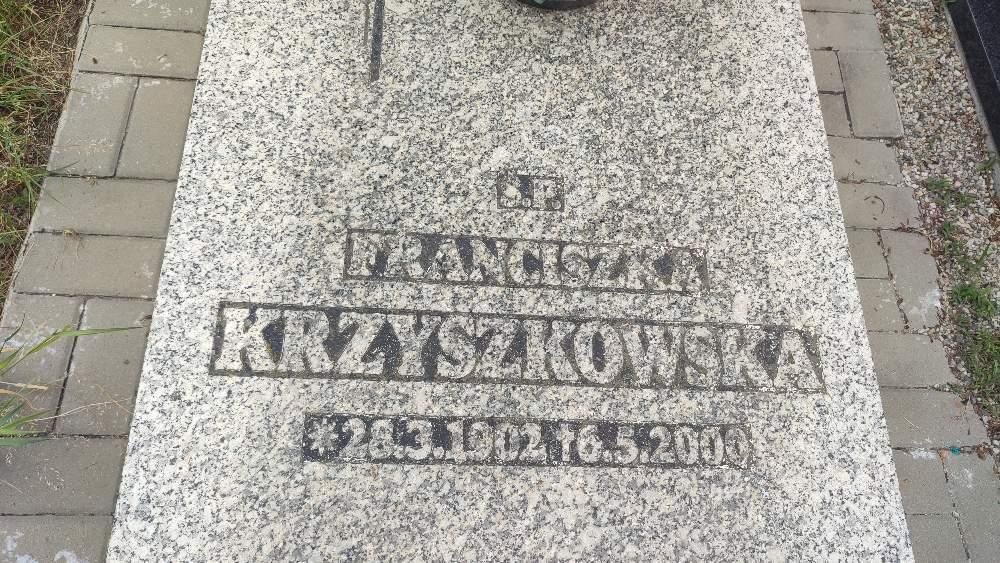 Ś.P.
FRANCISZKA
KRZYSZKOWSKA
*28.3.1902 †6.5.2000